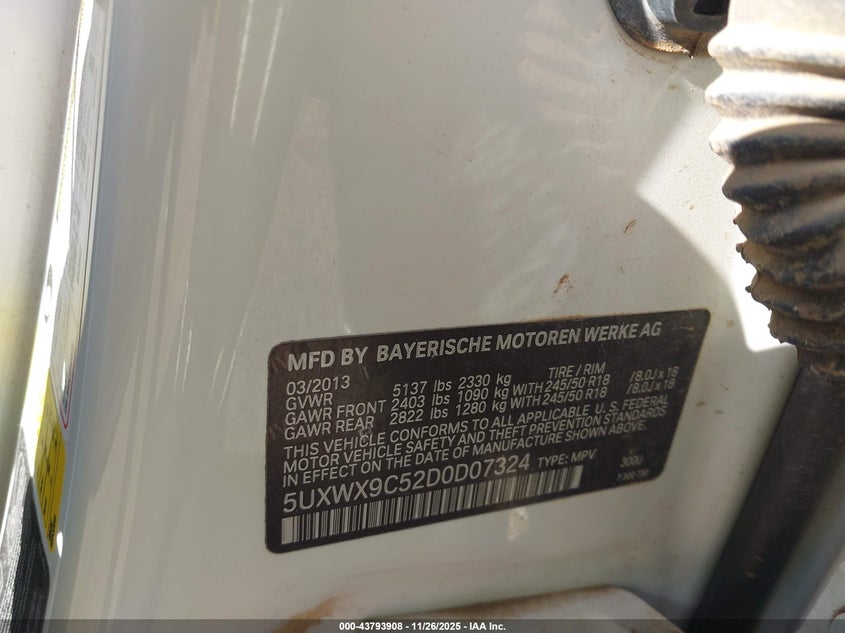 MFD BY BAYERISCHE MOTOREN WERKE AG
03/2013 TIRE / RIM
GVWR 5137 lbs 2330 kg
GAWR FRONT 2403 lbs 1090 kg WITH 245/50 R18 /8.0J x 18
GAWR REAR 2822 lbs 1280 kg WITH 245/50 R18 /8.0J x 18
THIS VEHICLE CONFORMS TO ALL APPLICABLE U.S. FEDERAL
MOTOR VEHICLE SAFETY AND THEFT PREVENTION STANDARDS
IN EFFECT ON THE DATE OF MANUFACTURE SHOWN ABOVE.
5UXWX9C52D0D07324 TYPE: MPV 300U
000-43793908 | 11/26/2025 - IAA Inc.